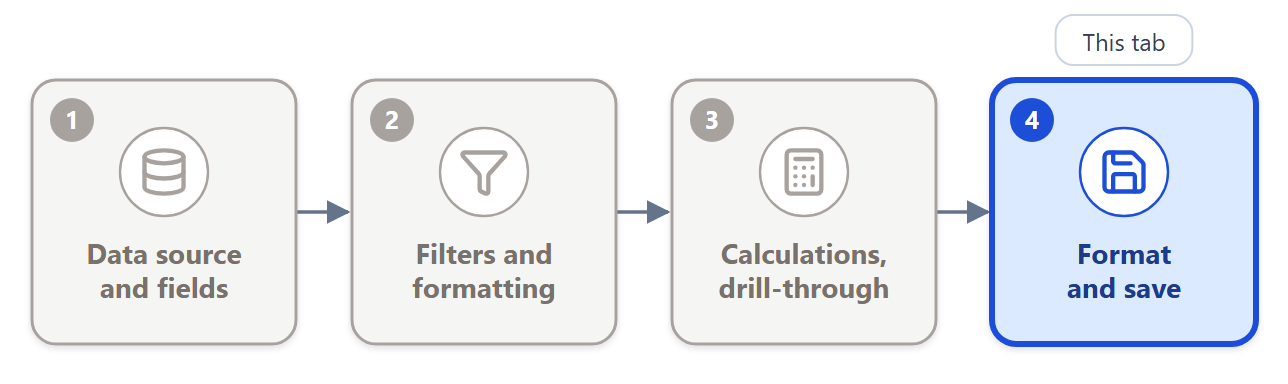 This tab
1
Data source
and fields
2
Filters and
formatting
3
Calculations,
drill-through
4
Format
and save